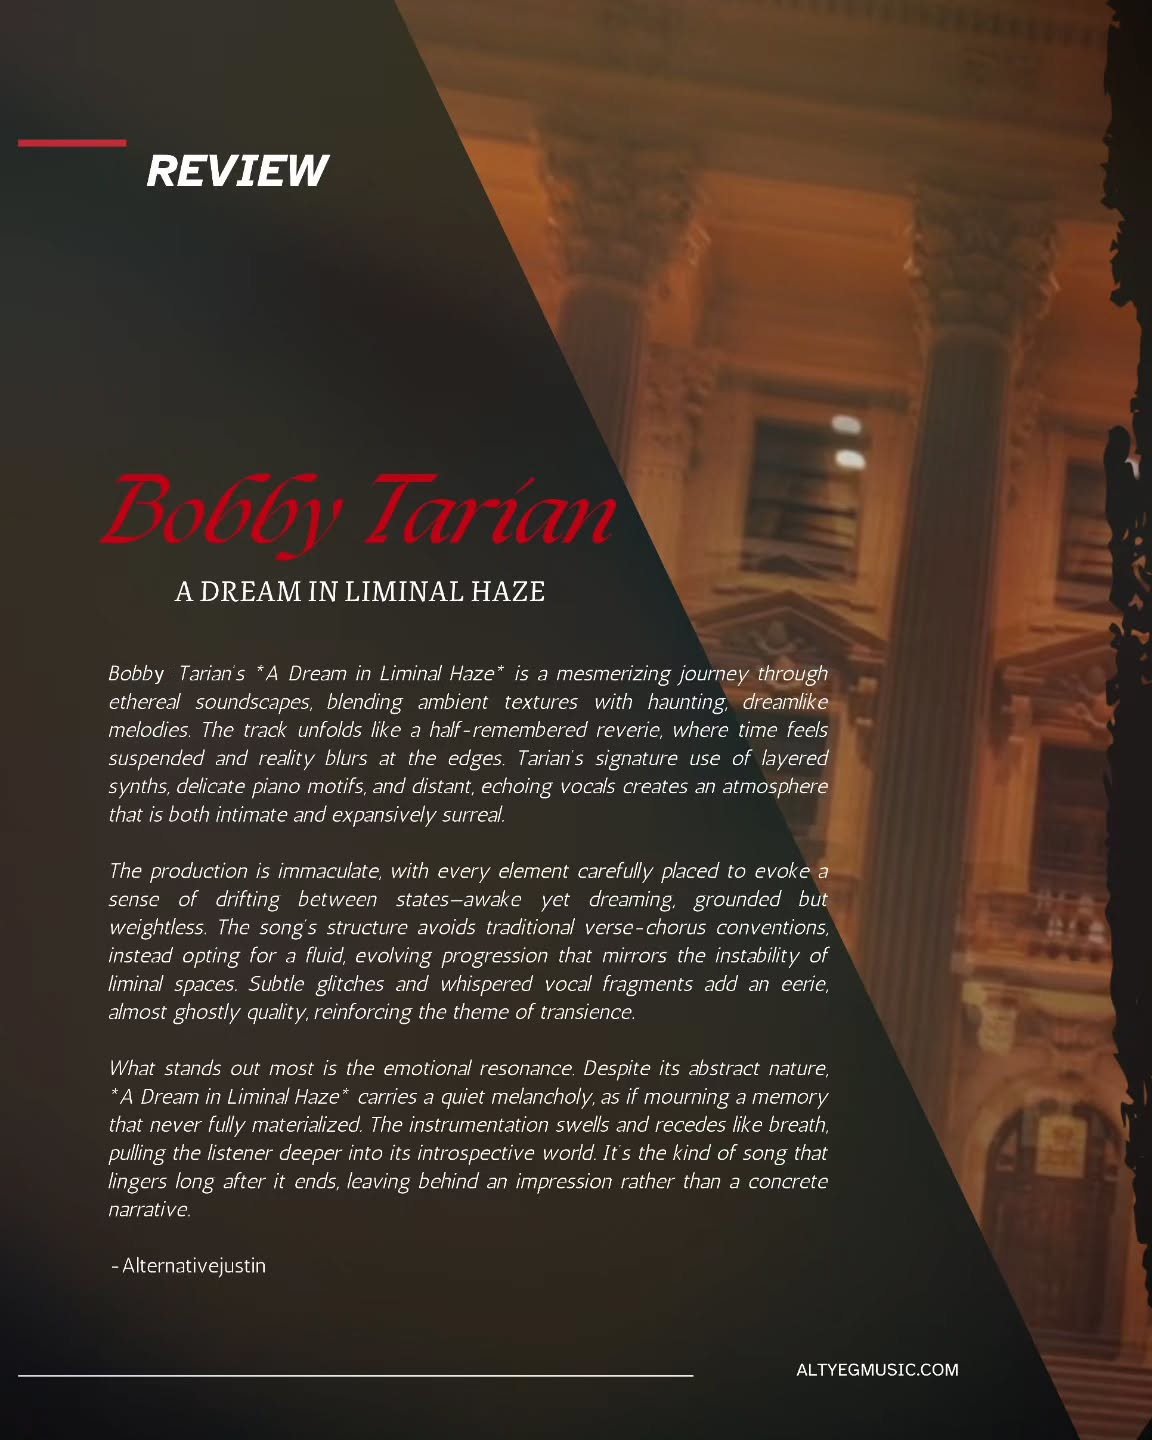 REVIEW
Bobby Tarian
A DREAM IN LIMINAL HAZE
Bobby Tarian's *A Dream in Liminal Haze* is a mesmerizing journey through
ethereal soundscapes, blending ambient textures with haunting, dreamlike
melodies. The track unfolds like a half-remembered reverie, where time feels
suspended and reality blurs at the edges. Tarian's signature use of layered
synths, delicate piano motifs, and distant, echoing vocals creates an atmosphere
that is both intimate and expansively surreal.
The production is immaculate, with every element carefully placed to evoke a
sense of drifting between states—awake yet dreaming, grounded but
weightless. The song's structure avoids traditional verse-chorus conventions,
instead opting for a fluid, evolving progression that mirrors the instability of
liminal spaces. Subtle glitches and whispered vocal fragments add an eerie,
almost ghostly quality, reinforcing the theme of transience.
What stands out most is the emotional resonance. Despite its abstract nature,
*A Dream in Liminal Haze* carries a quiet melancholy, as if mourning a memory
that never fully materialized. The instrumentation swells and recedes like breath,
pulling the listener deeper into its introspective world. It's the kind of song that
lingers long after it ends, leaving behind an impression rather than a concrete
narrative.
-Alternativejustin
ALTYEGMUSIC.COM